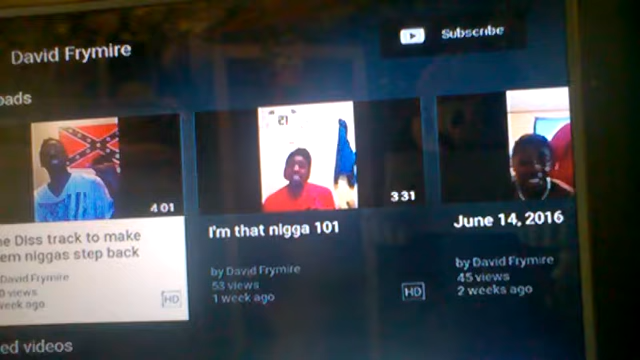 David Frymire
Subscribe
oads
4:01
3:31
e Diss track to make
em niggas step back
David Frymire
0 views
week ago
HD
I'm that nigga 101
by David Frymire
53 views
1 week ago
HD
June 14, 2016
by David Frymire
45 views
2 weeks ago
ed videos